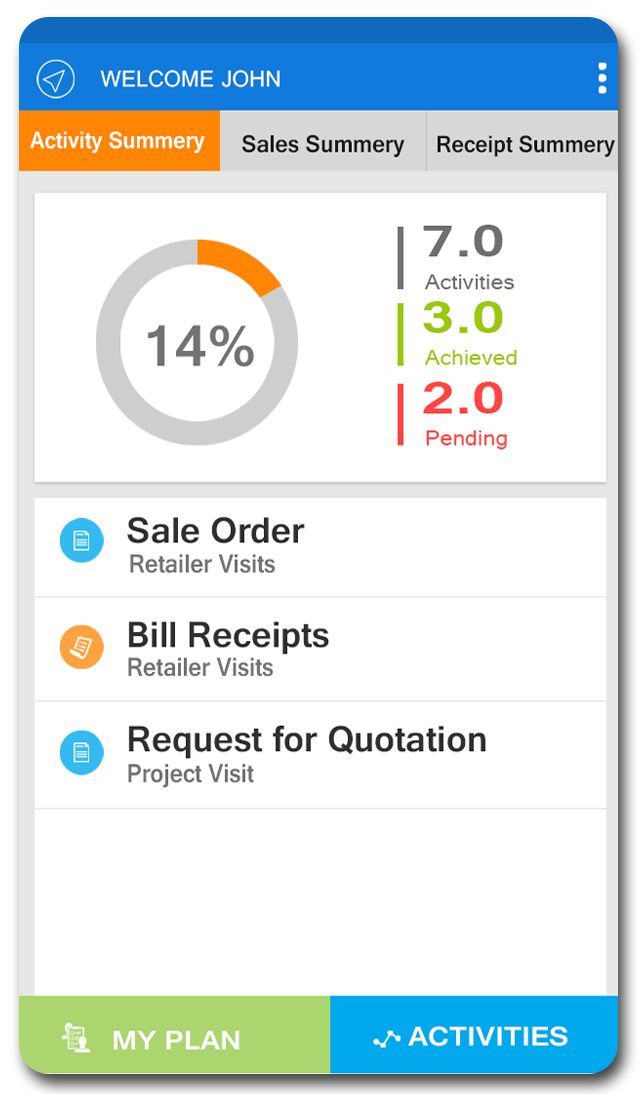 WELCOME JOHN
Activity Summery
Sales Summery
Receipt Summery
14%
7.0
Activities
3.0
Achieved
2.0
Pending
Sale Order
Retailer Visits
Bill Receipts
Retailer Visits
Request for Quotation
Project Visit
MY PLAN
ACTIVITIES